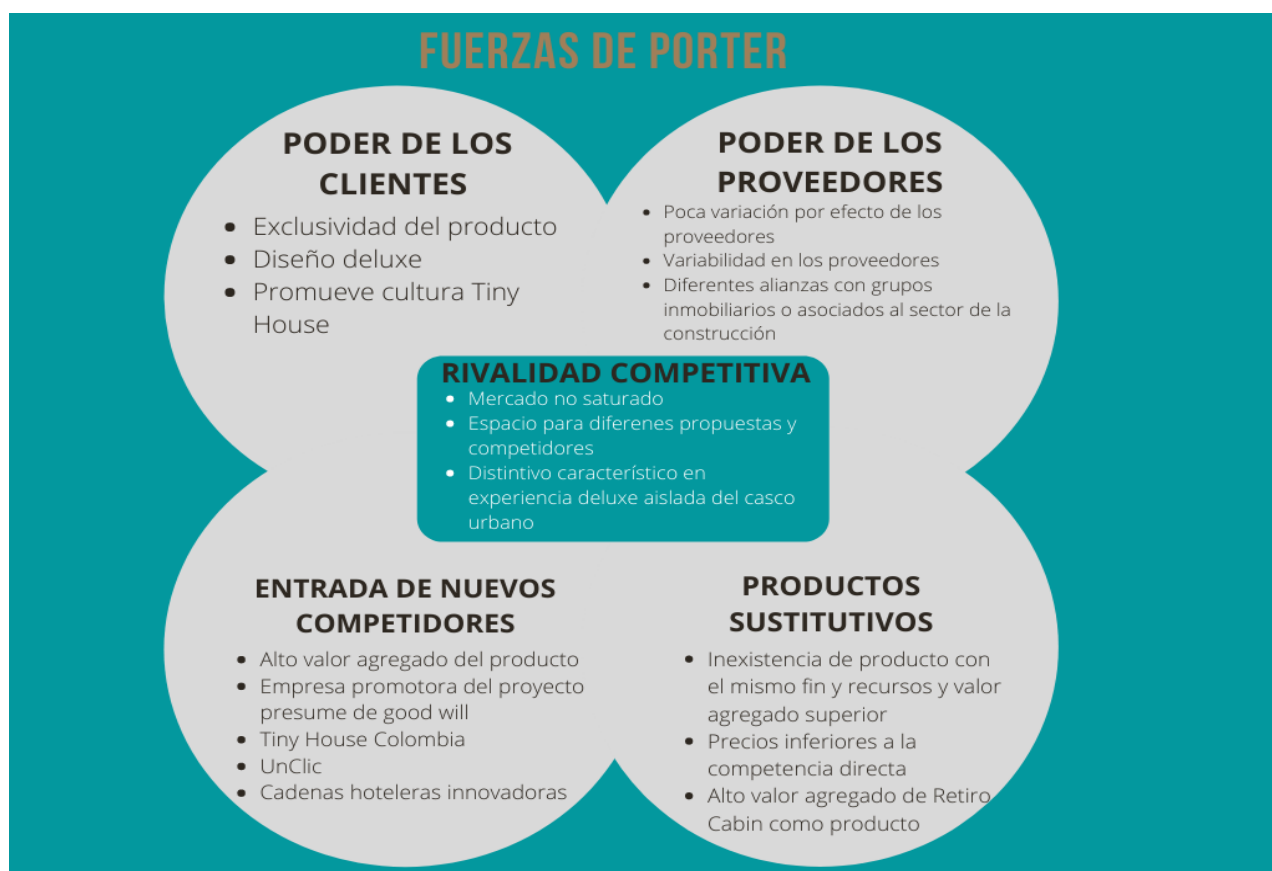 FUERZAS DE PORTER
PODER DE LOS
CLIENTES
• Exclusividad del producto
• Diseño deluxe
• Promueve cultura Tiny
House
PODER DE LOS
PROVEEDORES
• Poca variación por efecto de los
proveedores
• Variabilidad en los proveedores
• Diferentes alianzas con grupos
inmobiliarios o asociados al sector de la
construcción
RIVALIDAD COMPETITIVA
• Mercado no saturado
• Espacio para diferenes propuestas y
competidores
• Distintivo característico en
experiencia deluxe aislada del casco
urbano
ENTRADA DE NUEVOS
COMPETIDORES
• Alto valor agregado del producto
• Empresa promotora del proyecto
presume de good will
• Tiny House Colombia
• UnClic
• Cadenas hoteleras innovadoras
PRODUCTOS
SUSTITUTIVOS
• Inexistencia de producto con
el mismo fin y recursos y valor
agregado superior
• Precios inferiores a la
competencia directa
• Alto valor agregado de Retiro
Cabin como producto